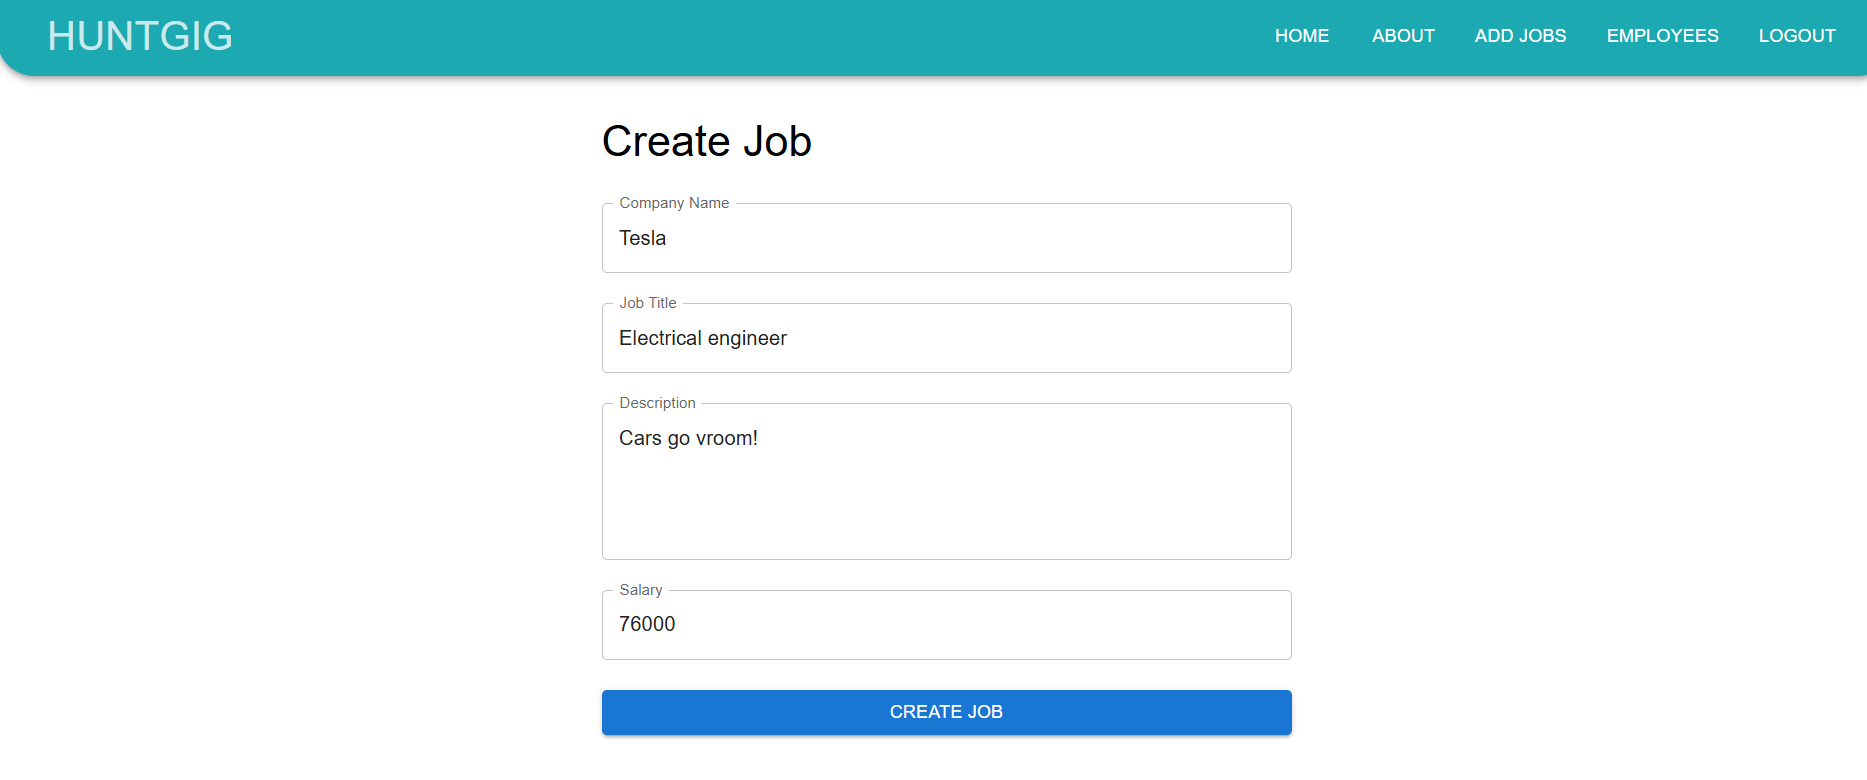 HUNTGIG
HOME ABOUT ADD JOBS EMPLOYEES LOGOUT
Create Job
Company Name
Tesla
Job Title
Electrical engineer
Description
Cars go vroom!
Salary
76000
CREATE JOB